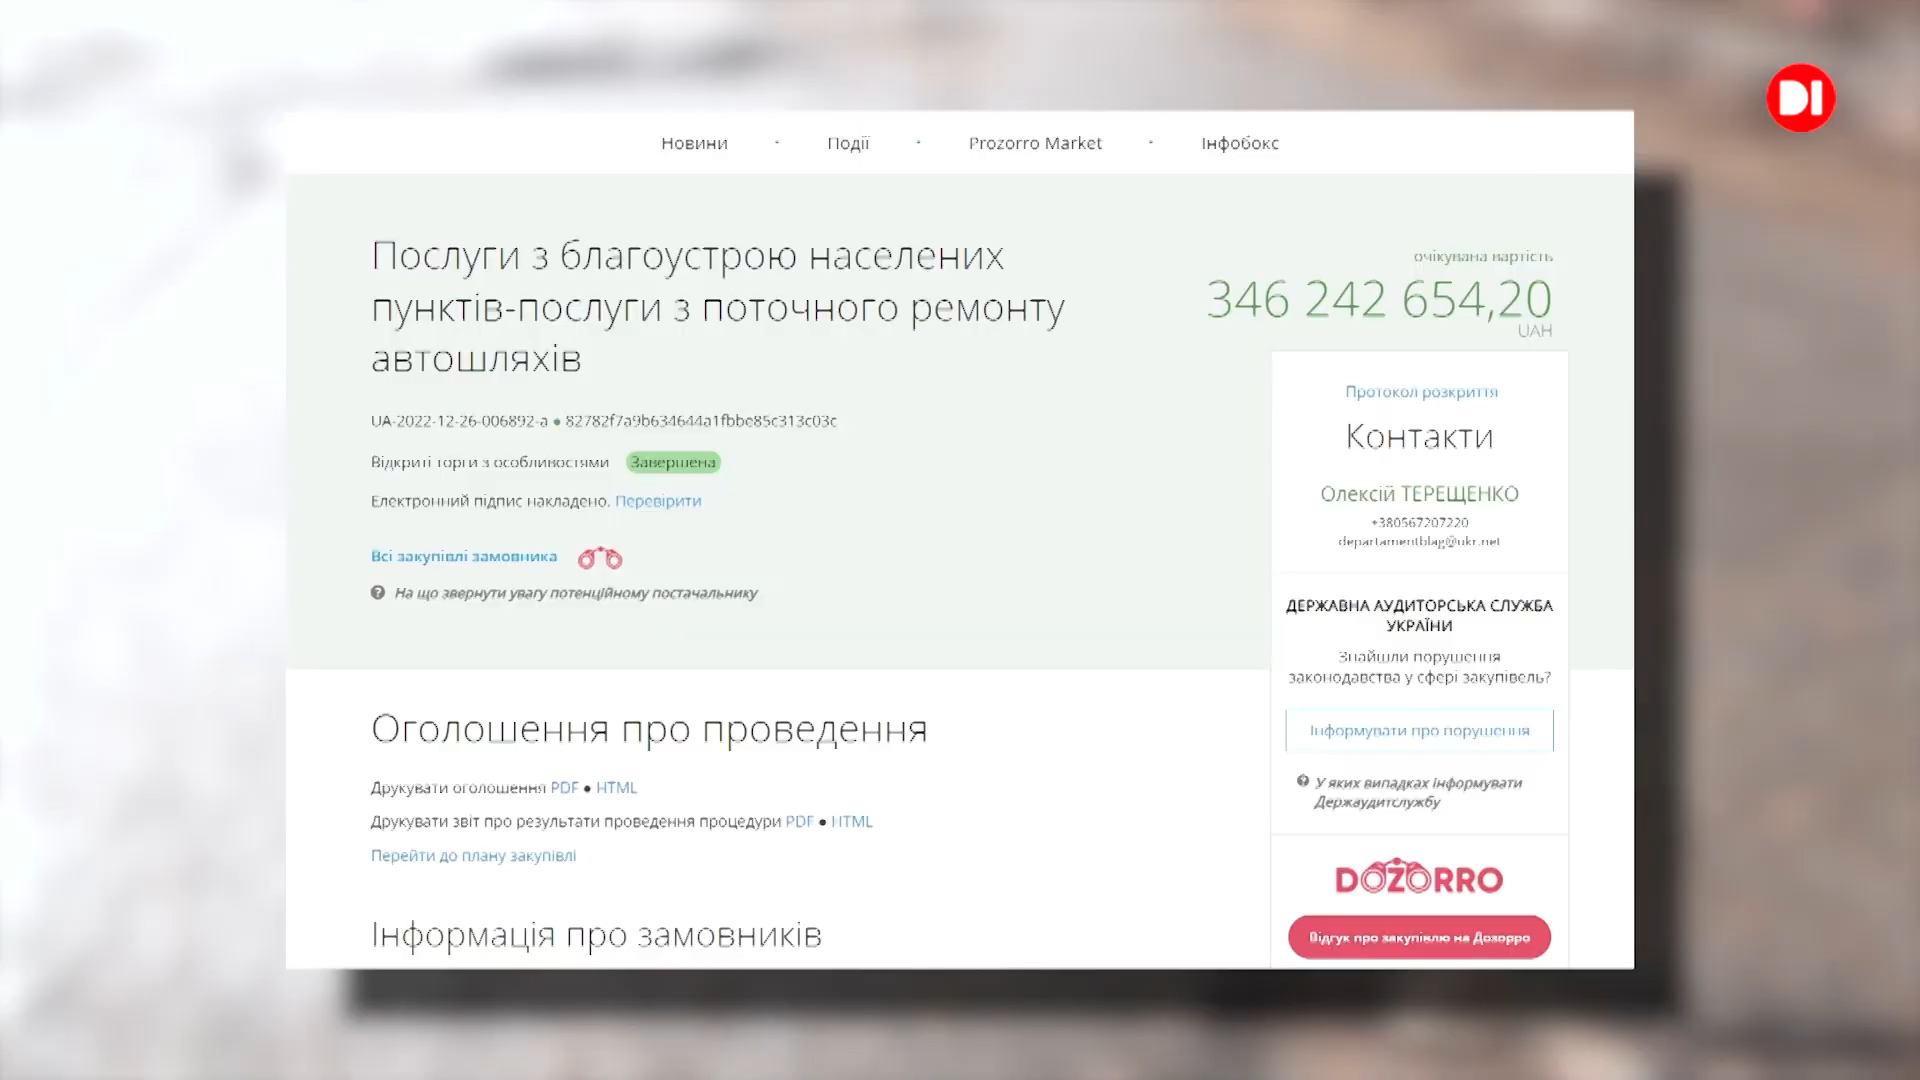 DI
Новини · Події · Prozorro Market · Інфобокс
Послуги з благоустрою населених
пунктів-послуги з поточного ремонту
автошляхів
очікувана вартість
346 242 654,20
UAH
UA-2022-12-26-006892-a ● 82782f7a9b634644a1fbbe85c313c03c
Відкриті торги з особливостями Завершена
Електронний підпис накладено. Перевірити
Всі закупівлі замовника
На що звернути увагу потенційному постачальнику
Протокол розкриття
Контакти
Олексій ТЕРЕЩЕНКО
+380567207220
departamentblag@ukr.net
ДЕРЖАВНА АУДИТОРСЬКА СЛУЖБА
УКРАЇНИ
Знайшли порушення
законодавства у сфері закупівель?
Інформувати про порушення
У яких випадках інформувати
Держаудитслужбу
DOZORRO
Відгук про закупівлю на Дозорро
Оголошення про проведення
Друкувати оголошення PDF ● HTML
Друкувати звіт про результати проведення процедури PDF ● HTML
Перейти до плану закупівлі
Інформація про замовників